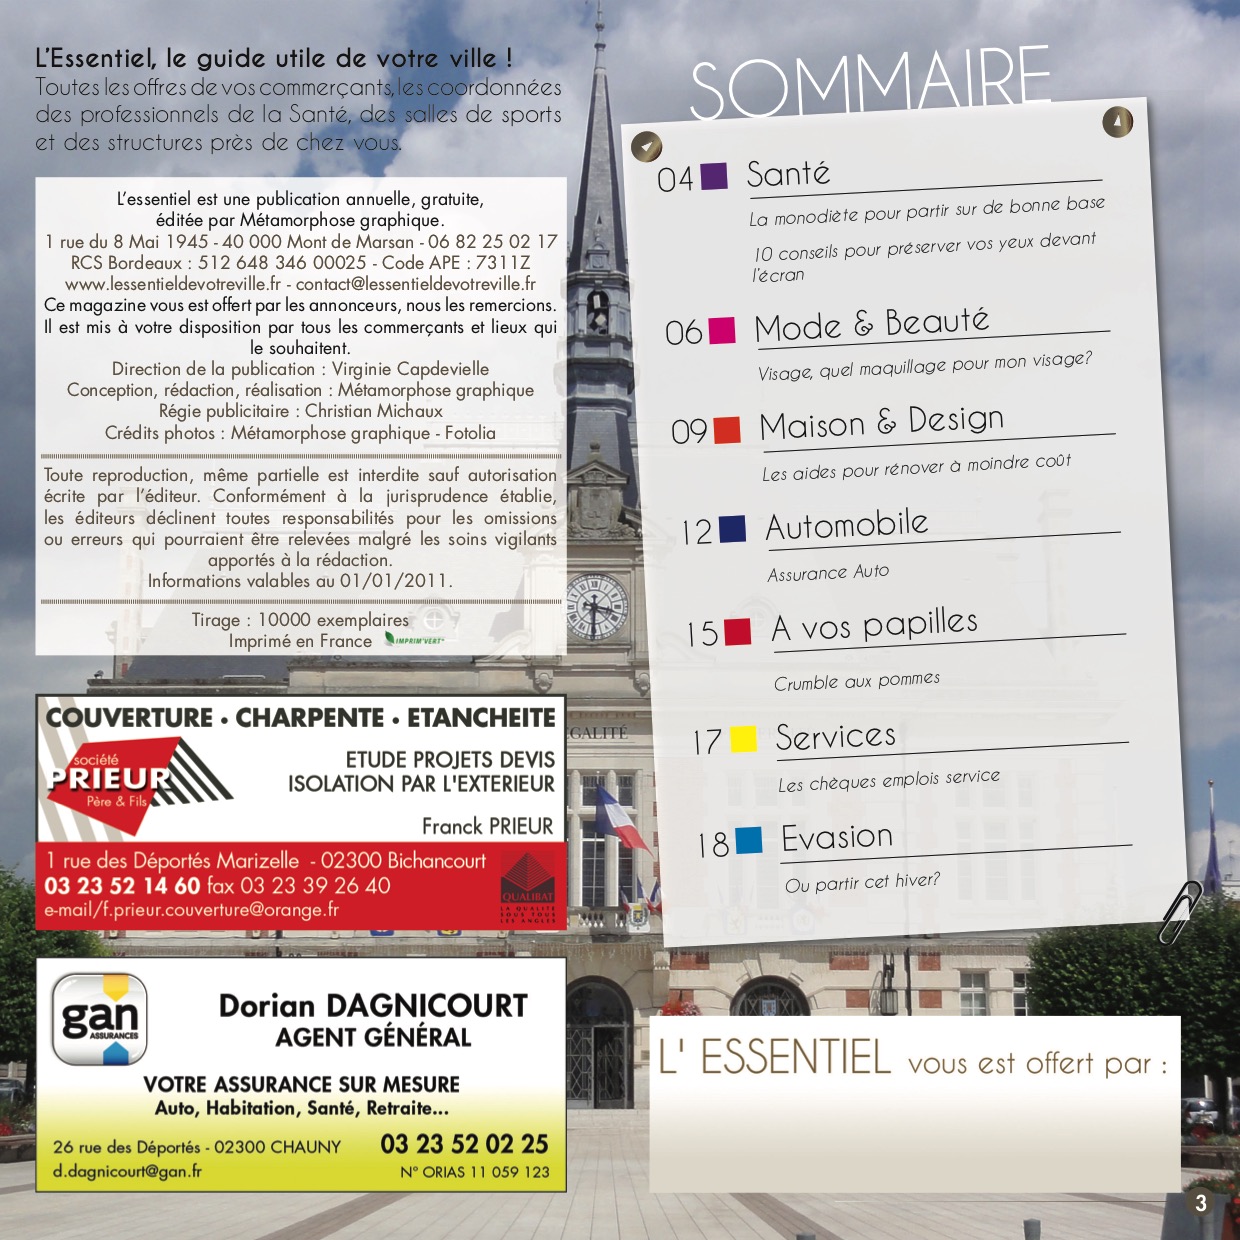 L'Essentiel, le guide utile de votre ville !
Toutes les offres de vos commerçants, les coordonnées
des professionnels de la Santé, des salles de sports
et des structures près de chez vous.
L'essentiel est une publication annuelle, gratuite,
éditée par Métamorphose graphique.
1 rue du 8 Mai 1945 - 40 000 Mont de Marsan - 06 82 25 02 17
RCS Bordeaux : 512 648 346 00025 - Code APE : 7311Z
www.lessentieldevotreville.fr - contact@lessentieldevotreville.fr
Ce magazine vous est offert par les annonceurs, nous les remercions.
Il est mis à votre disposition par tous les commerçants et lieux qui
le souhaitent.
Direction de la publication : Virginie Capdevielle
Conception, rédaction, réalisation : Métamorphose graphique
Régie publicitaire : Christian Michaux
Crédits photos : Métamorphose graphique - Fotolia
Toute reproduction, même partielle est interdite sauf autorisation
écrite par l'éditeur. Conformément à la jurisprudence établie,
les éditeurs déclinent toutes responsabilités pour les omissions
ou erreurs qui pourraient être relevées malgré les soins vigilants
apportés à la rédaction.
Informations valables au 01/01/2011.
Tirage : 10000 exemplaires
Imprimé en France IMPRIM'VERT®
COUVERTURE • CHARPENTE • ETANCHEITE
société
PRIEUR
Père & Fils
ETUDE PROJETS DEVIS
ISOLATION PAR L'EXTERIEUR
Franck PRIEUR
1 rue des Déportés Marizelle - 02300 Bichancourt
03 23 52 14 60 fax 03 23 39 26 40
e-mail/f.prieur.couverture@orange.fr
QUALIBAT
LA QUALITÉ
SOUS TOUS
LES ANGLES
gan
ASSURANCES
Dorian DAGNICOURT
AGENT GÉNÉRAL
VOTRE ASSURANCE SUR MESURE
Auto, Habitation, Santé, Retraite...
26 rue des Déportés - 02300 CHAUNY 03 23 52 02 25
d.dagnicourt@gan.fr N° ORIAS 11 059 123
SOMMAIRE
04 Santé
La monodiète pour partir sur de bonne base
10 conseils pour préserver vos yeux devant
l'écran
06 Mode & Beauté
Visage, quel maquillage pour mon visage?
09 Maison & Design
Les aides pour rénover à moindre coût
12 Automobile
Assurance Auto
15 A vos papilles
Crumble aux pommes
17 Services
Les chèques emplois service
18 Evasion
Ou partir cet hiver?
EGALITÉ
L' ESSENTIEL vous est offert par :
3